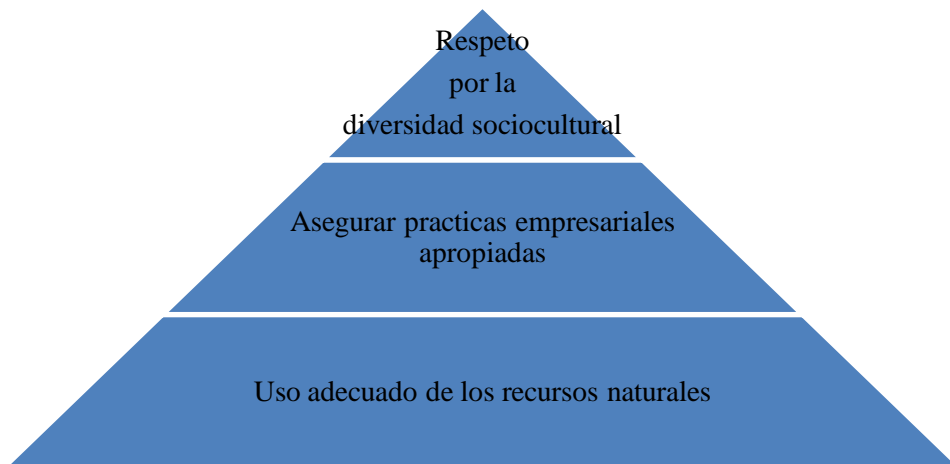 Respeto
por la
diversidad sociocultural
Asegurar practicas empresariales
apropiadas
Uso adecuado de los recursos naturales